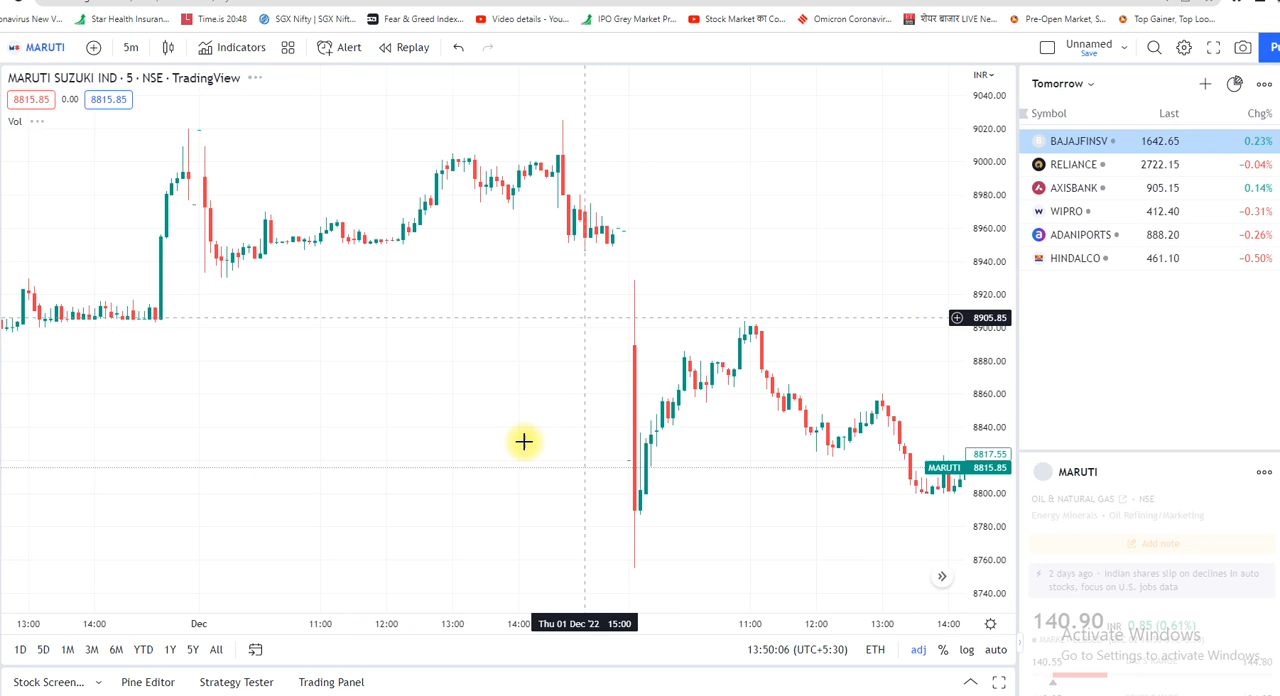 onavirus New V... Star Health Insuran... Time.is 20:48 SGX Nifty | SGX Nift... Fear & Greed Index... Video details - You... IPO Grey Market Pr... Stock Market का Co... Omicron Coronavir... शेयर बाजार LIVE Ne... Pre-Open Market, S... Top Gainer, Top Loo...
MARUTI 5m Indicators Alert Replay Unnamed
Save
MARUTI SUZUKI IND · 5 · NSE · TradingView
8815.85 0.00 8815.85
Vol
INR
9040.00
9020.00
9000.00
8980.00
8960.00
8940.00
8920.00
8905.85
8900.00
8880.00
8860.00
8840.00
8817.55
MARUTI 8815.85
8800.00
8780.00
8760.00
8740.00
13:00 14:00 Dec 11:00 12:00 13:00 14:00 Thu 01 Dec '22 15:00 11:00 12:00 13:00 14:00
1D 5D 1M 3M 6M YTD 1Y 5Y All 13:50:06 (UTC+5:30) ETH adj % log auto
Stock Screen... Pine Editor Strategy Tester Trading Panel
Tomorrow
Symbol Last Chg%
BAJAJFINSV 1642.65 0.23%
RELIANCE 2722.15 −0.04%
AXISBANK 905.15 0.14%
WIPRO 412.40 −0.31%
ADANIPORTS 888.20 −0.26%
HINDALCO 461.10 −0.50%
MARUTI
OIL & NATURAL GAS NSE
Energy Minerals • Oil Refining/Marketing
Add note
2 days ago - Indian shares slip on declines in auto
stocks, focus on U.S. jobs data
140.90 INR 0.85 (0.61%)
Activate Windows
Go to Settings to activate Windows.
140.55 144.80